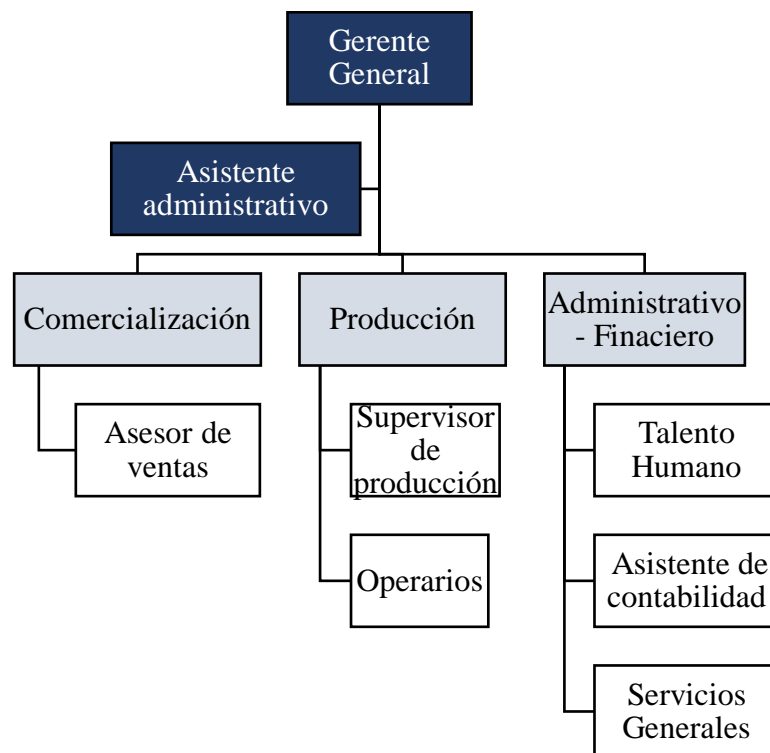 Gerente
General
Asistente
administrativo
Comercialización
Producción
Administrativo
- Finaciero
Asesor de
ventas
Supervisor
de
producción
Operarios
Talento
Humano
Asistente de
contabilidad
Servicios
Generales